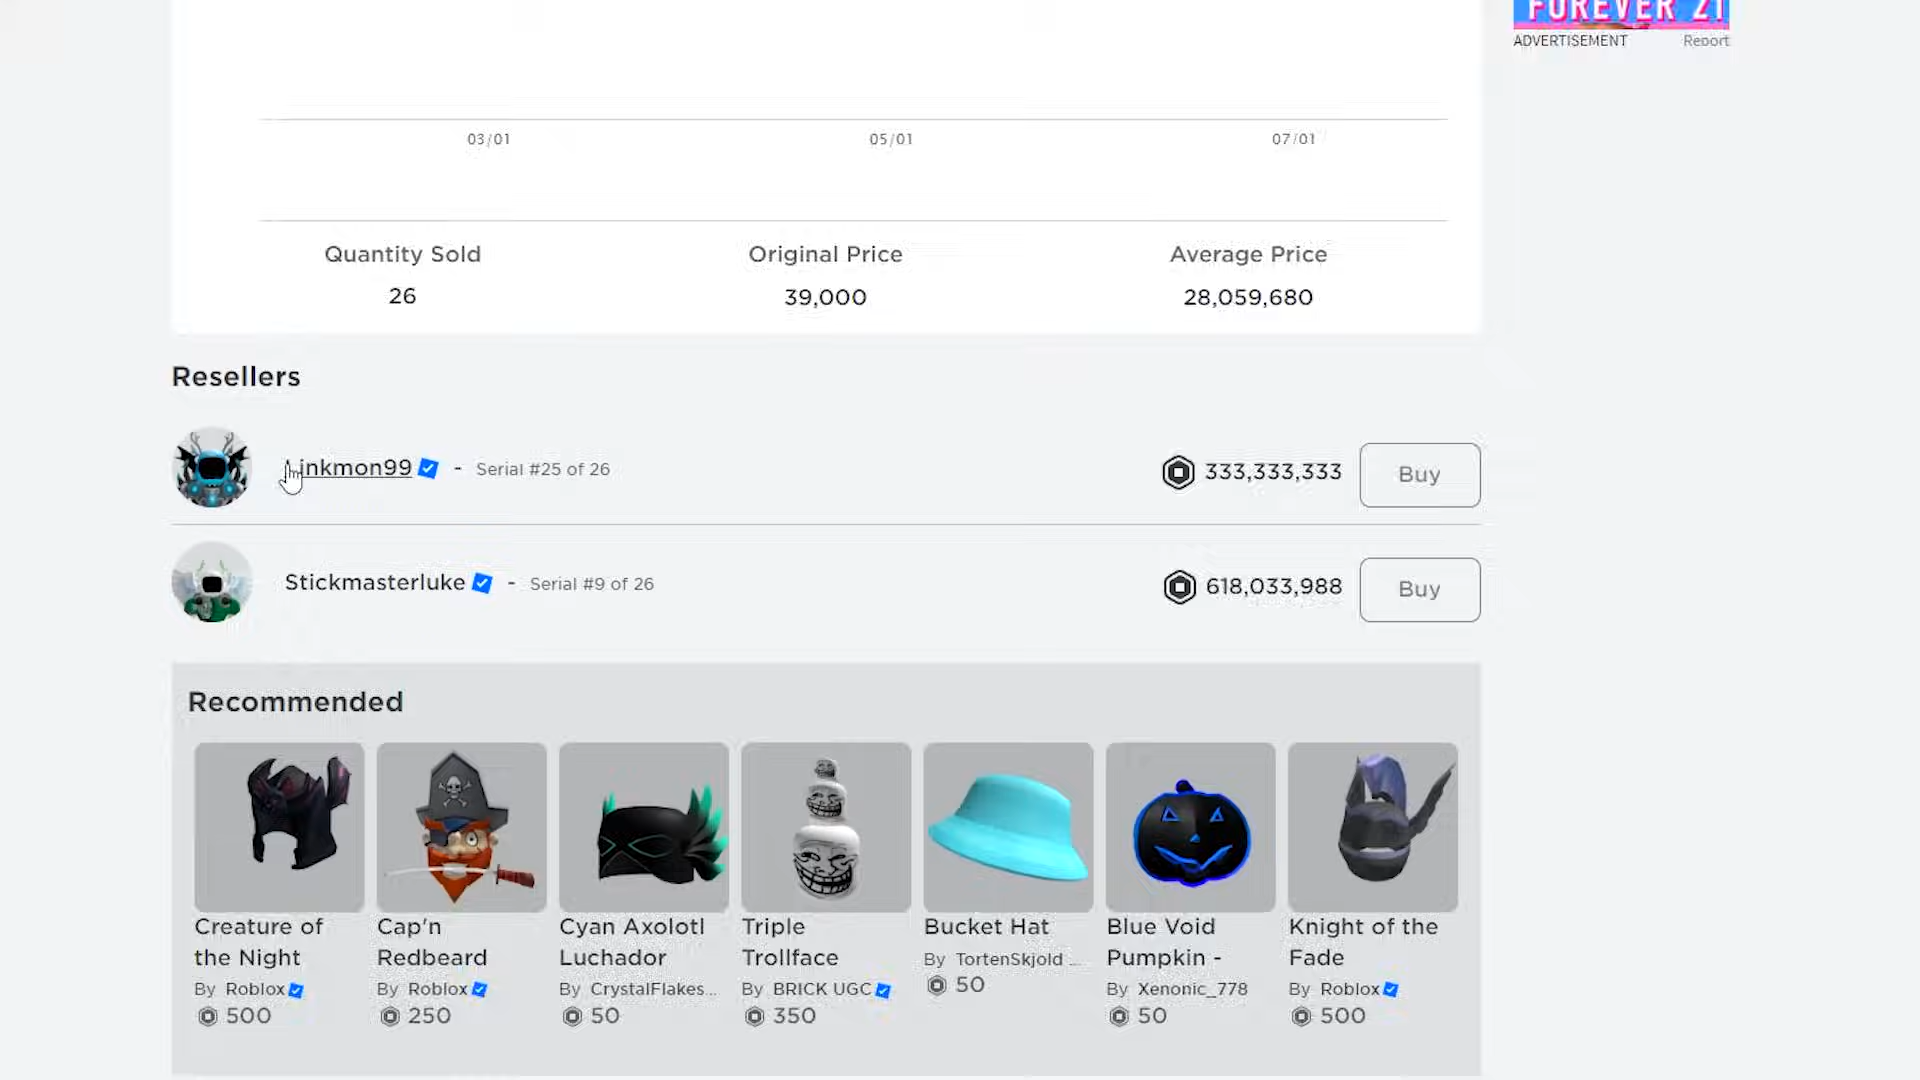 FOREVER 21
ADVERTISEMENT Report
03/01 05/01 07/01
Quantity Sold Original Price Average Price
26 39,000 28,059,680
Resellers
Linkmon99 - Serial #25 of 26 333,333,333 Buy
Stickmasterluke - Serial #9 of 26 618,033,988 Buy
Recommended
Creature of the Night
By Roblox
500
Cap'n Redbeard
By Roblox
250
Cyan Axolotl Luchador
By CrystalFlakes...
50
Triple Trollface
By BRICK UGC
350
Bucket Hat
By TortenSkjold ...
50
Blue Void Pumpkin -
By Xenonic_778
50
Knight of the Fade
By Roblox
500